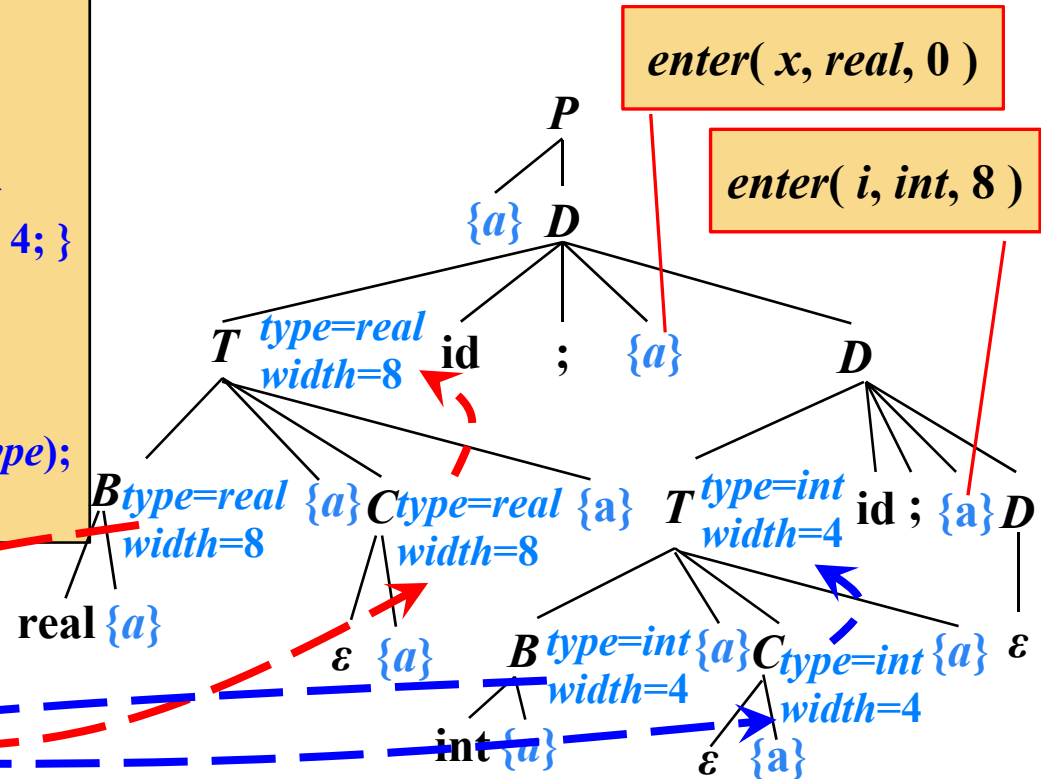 enter( x, real, 0 )
P
enter( i, int, 8 )
{a} D
4; }
T type=real id ; {a} D
width=8
pe);
B type=real {a} C type=real {a} T type=int id ; {a} D
width=8 width=8 width=4
real {a} ε {a} B type=int {a} C type=int {a} ε
width=4 width=4
int {a} ε {a}